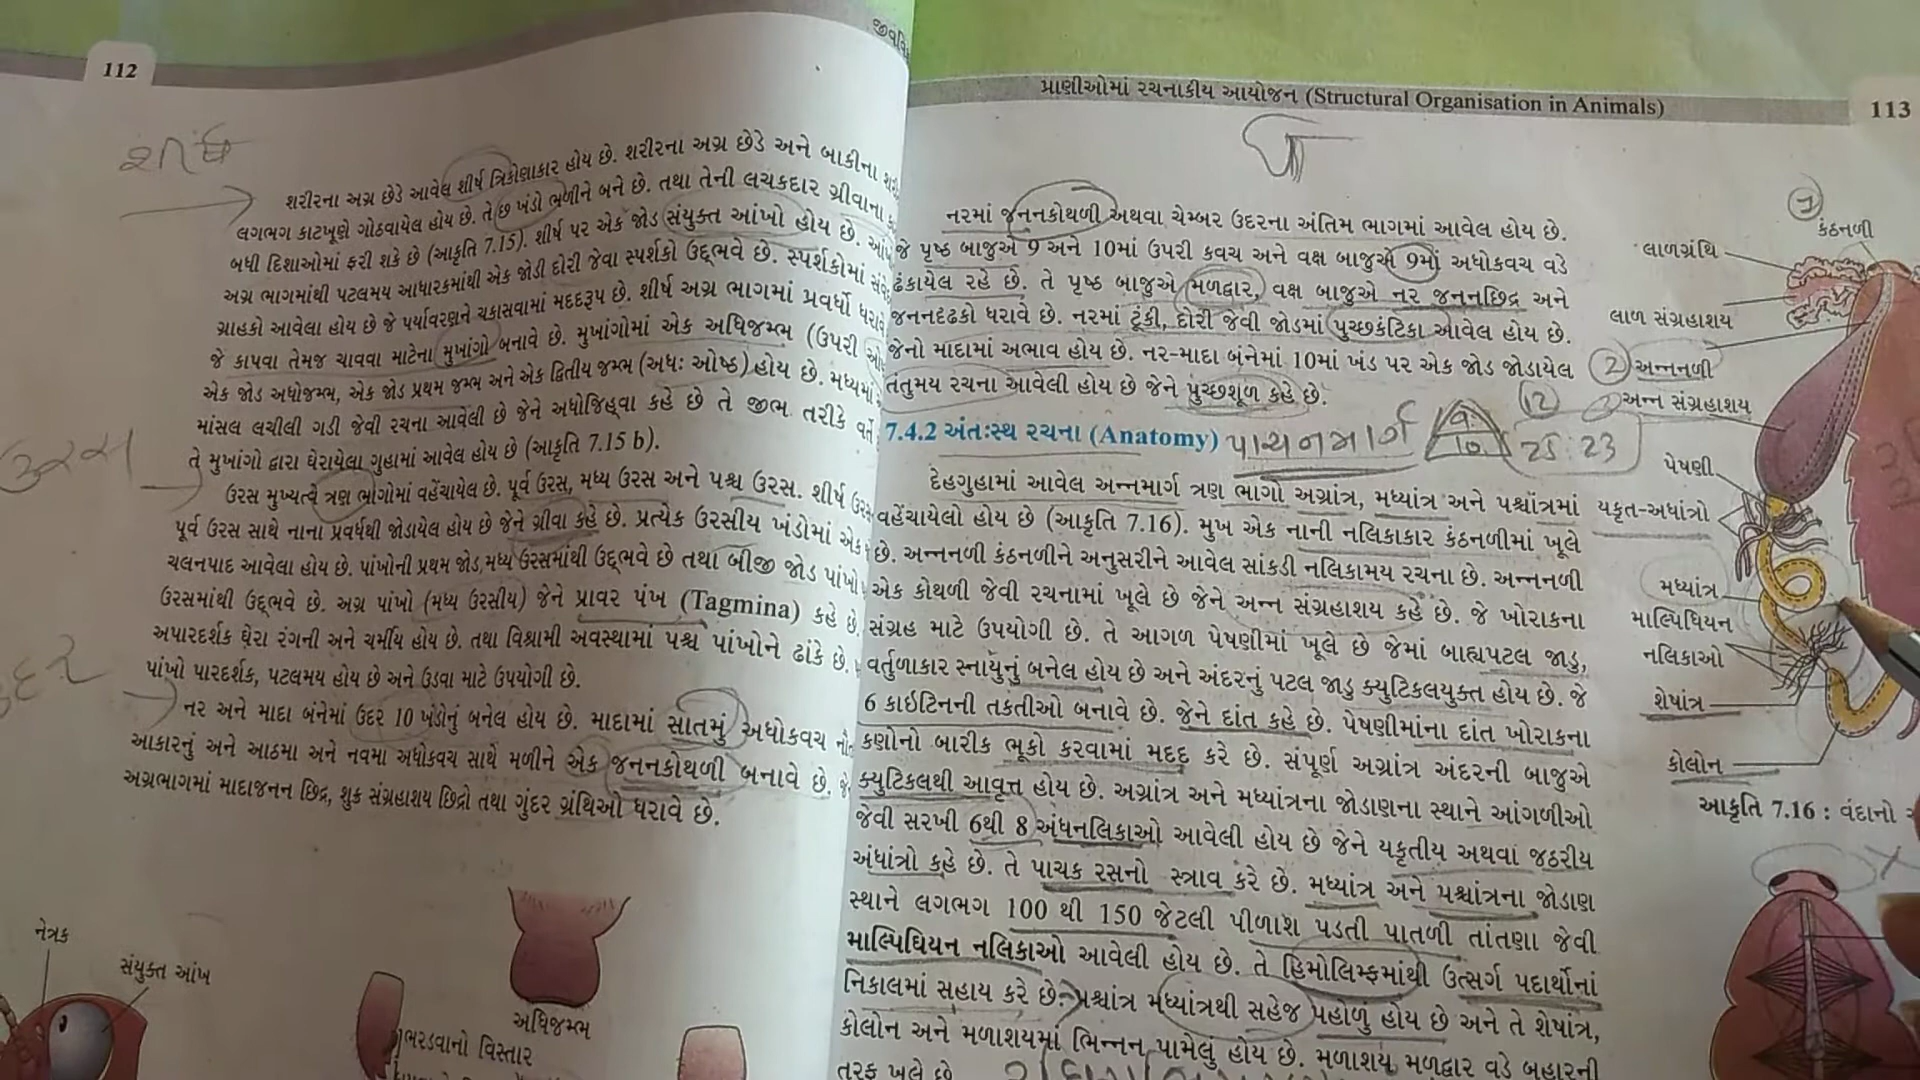 112
શરીરના અગ્ર છેડે આવેલ શીર્ષ ત્રિકોણાકાર હોય છે. શરીરના અગ્ર છેડે અને બાકીના
લગભગ કાટખૂણે ગોઠવાયેલ હોય છે. તે છ ખંડો ભળીને બને છે. તથા તેની લચકદાર ગ્રીવાના
બધી દિશાઓમાં ફરી શકે છે (આકૃતિ 7.15). શીર્ષ પર એક જોડ સંયુક્ત આંખો હોય છે.
અગ્ર ભાગમાંથી પટલમય આધારકમાંથી એક જોડી દોરી જેવા સ્પર્શકો ઉદ્ભવે છે. સ્પર્શકોમાં
ગ્રાહકો આવેલા હોય છે જે પર્યાવરણને ચકાસવામાં મદદરૂપ છે. શીર્ષ અગ્ર ભાગમાં પ્રવર્ધો ધરાવે
જે કાપવા તેમજ ચાવવા માટેના મુખાંગો બનાવે છે. મુખાંગોમાં એક અધિજમ્ભ (ઉપરી
એક જોડ અધોજમ્ભ, એક જોડ પ્રથમ જમ્ભ અને એક દ્વિતીય જમ્ભ (અધઃ ઓષ્ઠ) હોય છે. મધ્યમાં
માંસલ લચીલી ગડી જેવી રચના આવેલી છે જેને અધોજિહ્વા કહે છે તે જીભ તરીકે વર્તે
તે મુખાંગો દ્વારા ઘેરાયેલા ગુહામાં આવેલ હોય છે (આકૃતિ 7.15 b).
ઉરસ મુખ્યત્વે ત્રણ ભાગોમાં વહેંચાયેલ છે. પૂર્વ ઉરસ, મધ્ય ઉરસ અને પશ્ચ ઉરસ. શીર્ષ
પૂર્વ ઉરસ સાથે નાના પ્રવર્ધથી જોડાયેલ હોય છે જેને ગ્રીવા કહે છે. પ્રત્યેક ઉરસીય ખંડોમાં એક
ચલનપાદ આવેલા હોય છે. પાંખોની પ્રથમ જોડ મધ્ય ઉરસમાંથી ઉદ્ભવે છે તથા બીજી જોડ પાંખો
ઉરસમાંથી ઉદ્ભવે છે. અગ્ર પાંખો (મધ્ય ઉરસીય) જેને પ્રાવર પંખ (Tagmina) કહે છે.
અપારદર્શક ઘેરા રંગની અને ચર્મીય હોય છે. તથા વિશ્રામી અવસ્થામાં પશ્ચ પાંખોને ઢાંકે છે.
પાંખો પારદર્શક, પટલમય હોય છે અને ઉડવા માટે ઉપયોગી છે.
નર અને માદા બંનેમાં ઉદર 10 ખંડોનું બનેલ હોય છે. માદામાં સાતમું અધોકવચ
આકારનું અને આઠમા અને નવમા અધોકવચ સાથે મળીને એક જનનકોથળી બનાવે છે.
અગ્રભાગમાં માદાજનન છિદ્ર, શુક્ર સંગ્રહાશય છિદ્રો તથા ગુંદર ગ્રંથિઓ ધરાવે છે.
શીર્ષ
ઉરસ
નેત્રક
સંયુક્ત આંખ
અધિજમ્ભ
ભરડવાનો વિસ્તાર
પ્રાણીઓમાં રચનાકીય આયોજન (Structural Organisation in Animals)
113
નરમાં જનનકોથળી અથવા ચેમ્બર ઉદરના અંતિમ ભાગમાં આવેલ હોય છે.
જે પૃષ્ઠ બાજુએ 9 અને 10માં ઉપરી કવચ અને વક્ષ બાજુએ 9માં અધોકવચ વડે
ઢંકાયેલ રહે છે. તે પૃષ્ઠ બાજુએ મળદ્વાર, વક્ષ બાજુએ નર જનનછિદ્ર અને
જનનદંઢકો ધરાવે છે. નરમાં ટૂંકી, દોરી જેવી જોડમાં પુચ્છકંટિકા આવેલ હોય છે.
જેનો માદામાં અભાવ હોય છે. નર-માદા બંનેમાં 10માં ખંડ પર એક જોડ જોડાયેલ
તંતુમય રચના આવેલી હોય છે જેને પુચ્છશૂળ કહે છે.
7.4.2 અંતઃસ્થ રચના (Anatomy) પાચનમાર્ગ 9 10 12 25 : 23
દેહગુહામાં આવેલ અન્નમાર્ગ ત્રણ ભાગો અગ્રાંત્ર, મધ્યાંત્ર અને પશ્ચાંત્રમાં
વહેંચાયેલો હોય છે (આકૃતિ 7.16). મુખ એક નાની નલિકાકાર કંઠનળીમાં ખૂલે
છે. અન્નનળી કંઠનળીને અનુસરીને આવેલ સાંકડી નલિકામય રચના છે. અન્નનળી
એક કોથળી જેવી રચનામાં ખૂલે છે જેને અન્ન સંગ્રહાશય કહે છે. જે ખોરાકના
સંગ્રહ માટે ઉપયોગી છે. તે આગળ પેષણીમાં ખૂલે છે જેમાં બાહ્યપટલ જાડુ,
વર્તુળાકાર સ્નાયુનું બનેલ હોય છે અને અંદરનું પટલ જાડુ ક્યુટિકલયુક્ત હોય છે. જે
6 કાઇટિનની તકતીઓ બનાવે છે. જેને દાંત કહે છે. પેષણીમાંના દાંત ખોરાકના
કણોનો બારીક ભૂકો કરવામાં મદદ કરે છે. સંપૂર્ણ અગ્રાંત્ર અંદરની બાજુએ
ક્યુટિકલથી આવૃત્ત હોય છે. અગ્રાંત્ર અને મધ્યાંત્રના જોડાણના સ્થાને આંગળીઓ
જેવી સરખી 6થી 8 અંધનલિકાઓ આવેલી હોય છે જેને યકૃતીય અથવા જઠરીય
અંધાંત્રો કહે છે. તે પાચક રસનો સ્ત્રાવ કરે છે. મધ્યાંત્ર અને પશ્ચાંત્રના જોડાણ
સ્થાને લગભગ 100 થી 150 જેટલી પીળાશ પડતી પાતળી તાંતણા જેવી
માલ્પિઘિયન નલિકાઓ આવેલી હોય છે. તે હિમોલિમ્ફમાંથી ઉત્સર્ગ પદાર્થોનાં
નિકાલમાં સહાય કરે છે. પશ્ચાંત્ર મધ્યાંત્રથી સહેજ પહોળું હોય છે અને તે શેષાંત્ર,
કોલોન અને મળાશયમાં ભિન્નન પામેલું હોય છે. મળાશય મળદ્વાર વડે બહારની
તરફ ખૂલે છે
1
કંઠનળી
લાળગ્રંથિ
લાળ સંગ્રહાશય
2 અન્નનળી
અન્ન સંગ્રહાશય
પેષણી
યકૃત-અધાંત્રો
મધ્યાંત્ર
માલ્પિઘિયન
નલિકાઓ
શેષાંત્ર
કોલોન
આકૃતિ 7.16 : વંદાનો